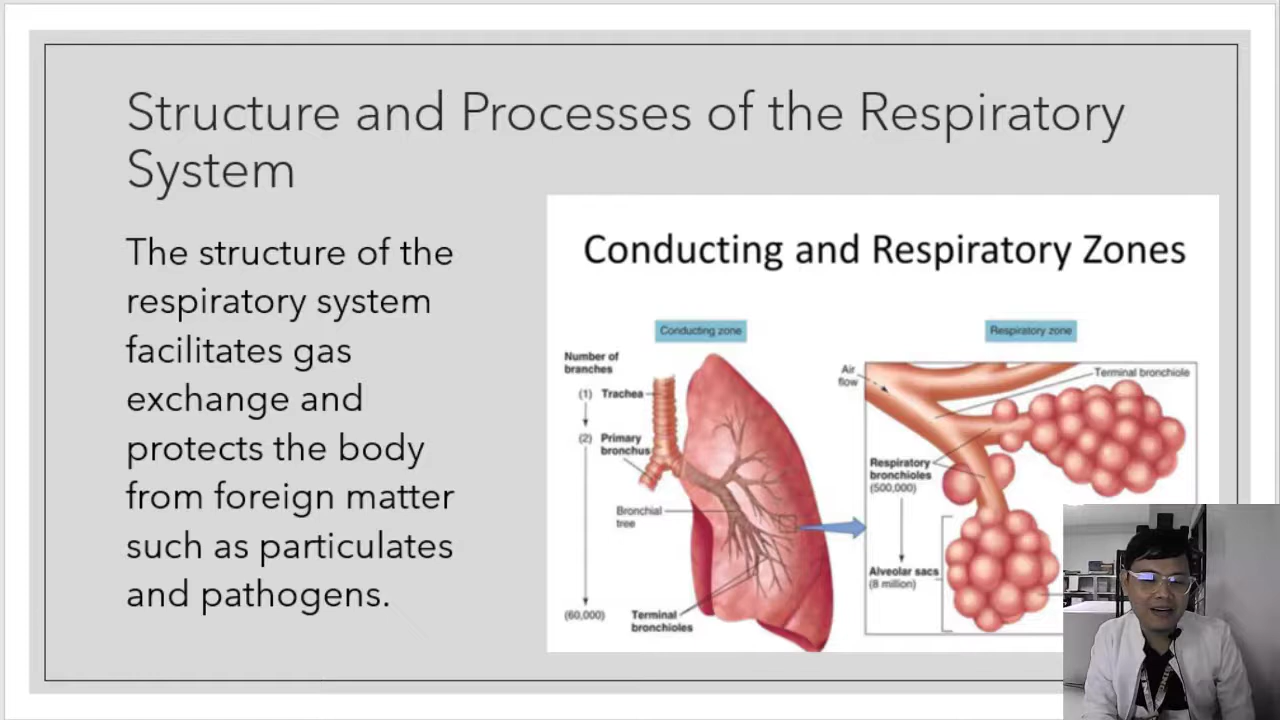 Structure and Processes of the Respiratory
System
The structure of the
respiratory system
facilitates gas
exchange and
protects the body
from foreign matter
such as particulates
and pathogens.
Conducting and Respiratory Zones
Conducting zone
Number of
branches
(1) Trachea
(2) Primary
bronchus
Bronchial
tree
(60,000)
Terminal
bronchioles
Respiratory zone
Air
flow
Terminal bronchiole
Respiratory
bronchioles
(500,000)
Alveolar sacs
(8 million)